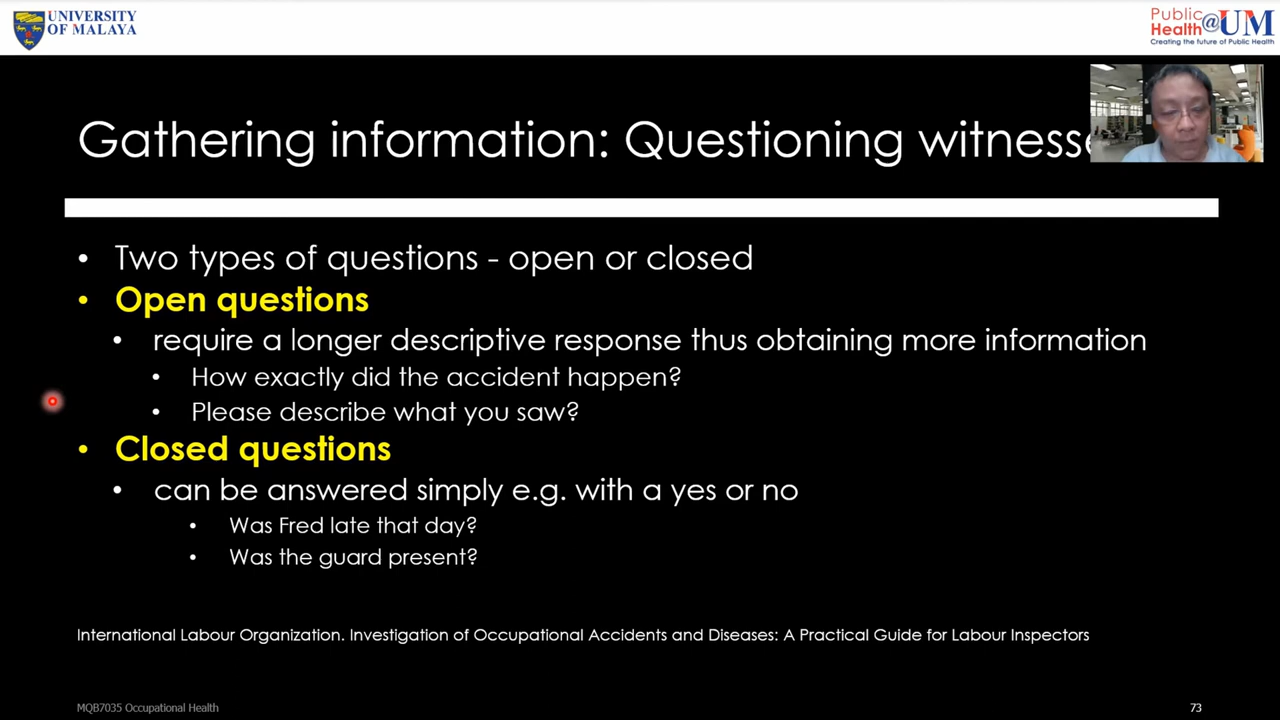 UNIVERSITY
OF MALAYA
Public
Health@UM
Creating the future of Public Health
Gathering information: Questioning
• Two types of questions - open or closed
• Open questions
• require a longer descriptive response thus obtaining more information
• How exactly did the accident happen?
• Please describe what you saw?
• Closed questions
• can be answered simply e.g. with a yes or no
• Was Fred late that day?
• Was the guard present?
International Labour Organization. Investigation of Occupational Accidents and Diseases: A Practical Guide for Labour Inspectors
MQB7035 Occupational Health
73